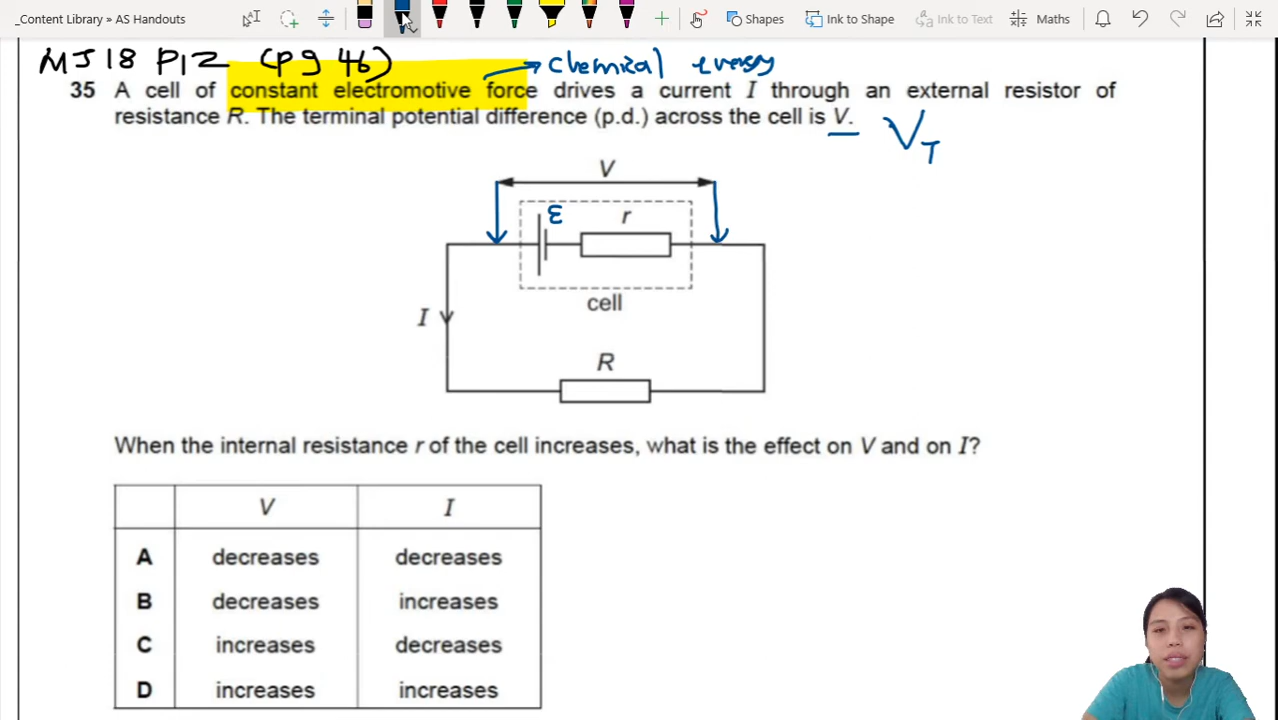 _Content Library » AS Handouts
Shapes
Ink to Shape
Ink to Text
Maths
MJ18 P12 (pg 46)
→ chemical energy
35 A cell of constant electromotive force drives a current I through an external resistor of
resistance R. The terminal potential difference (p.d.) across the cell is V.
V_T
V
ε
r
cell
I
R
When the internal resistance r of the cell increases, what is the effect on V and on I?
V I
A decreases decreases
B decreases increases
C increases decreases
D increases increases